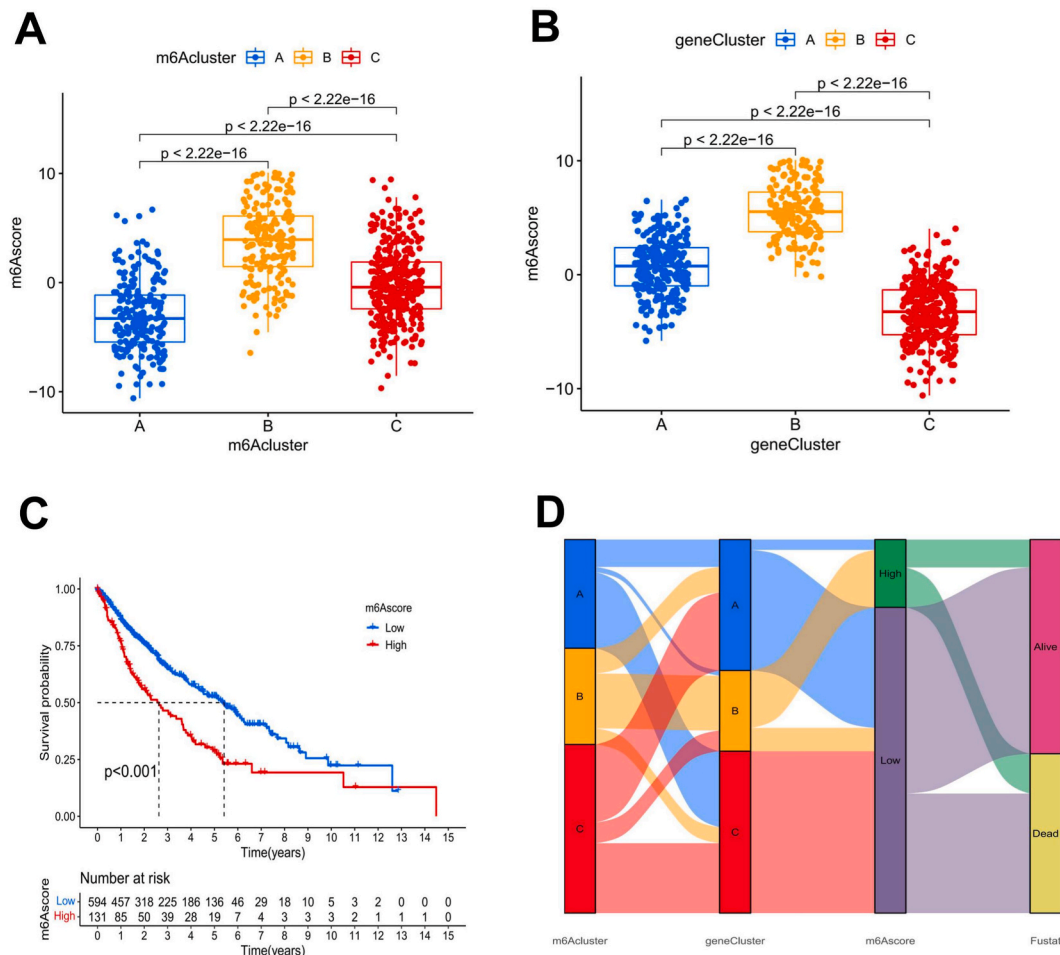 A
m6Acluster A B C
p < 2.22e−16
p < 2.22e−16
p < 2.22e−16
10
0
−10
m6Ascore
A B C
m6Acluster
B
geneCluster A B C
p < 2.22e−16
p < 2.22e−16
p < 2.22e−16
10
0
−10
m6Ascore
A B C
geneCluster
C
m6Ascore
Low
High
1.00
0.75
0.50
0.25
0.00
Survival probability
p<0.001
0 1 2 3 4 5 6 7 8 9 10 11 12 13 14 15
Time(years)
Number at risk
m6Ascore
Low 594 457 318 225 186 136 46 29 18 10 5 3 2 0 0 0
High 131 85 50 39 28 19 7 4 3 3 3 2 1 1 1 0
0 1 2 3 4 5 6 7 8 9 10 11 12 13 14 15
Time(years)
D
A
B
C
A
B
C
High
Low
Alive
Dead
m6Acluster geneCluster m6Ascore Fustat